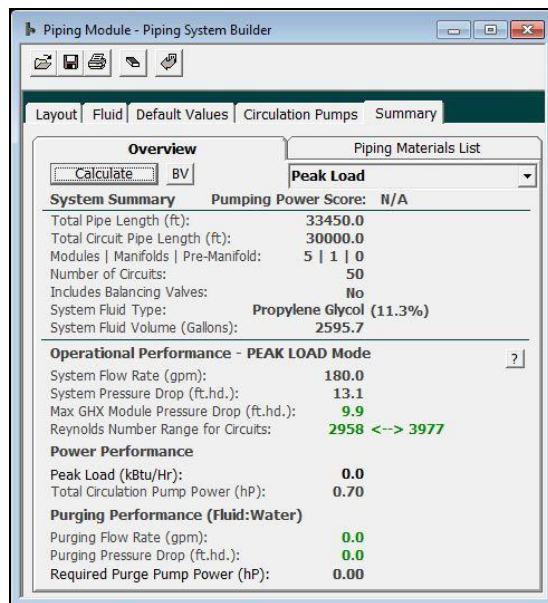 Piping Module - Piping System Builder
Layout Fluid Default Values Circulation Pumps Summary
Overview Piping Materials List
Calculate BV Peak Load
System Summary Pumping Power Score: N/A
Total Pipe Length (ft): 33450.0
Total Circuit Pipe Length (ft): 30000.0
Modules | Manifolds | Pre-Manifold: 5 | 1 | 0
Number of Circuits: 50
Includes Balancing Valves: No
System Fluid Type: Propylene Glycol (11.3%)
System Fluid Volume (Gallons): 2595.7
Operational Performance - PEAK LOAD Mode ?
System Flow Rate (gpm): 180.0
System Pressure Drop (ft.hd.): 13.1
Max GHX Module Pressure Drop (ft.hd.): 9.9
Reynolds Number Range for Circuits: 2958 <--> 3977
Power Performance
Peak Load (kBtu/Hr): 0.0
Total Circulation Pump Power (hP): 0.70
Purging Performance (Fluid:Water)
Purging Flow Rate (gpm): 0.0
Purging Pressure Drop (ft.hd.): 0.0
Required Purge Pump Power (hP): 0.00